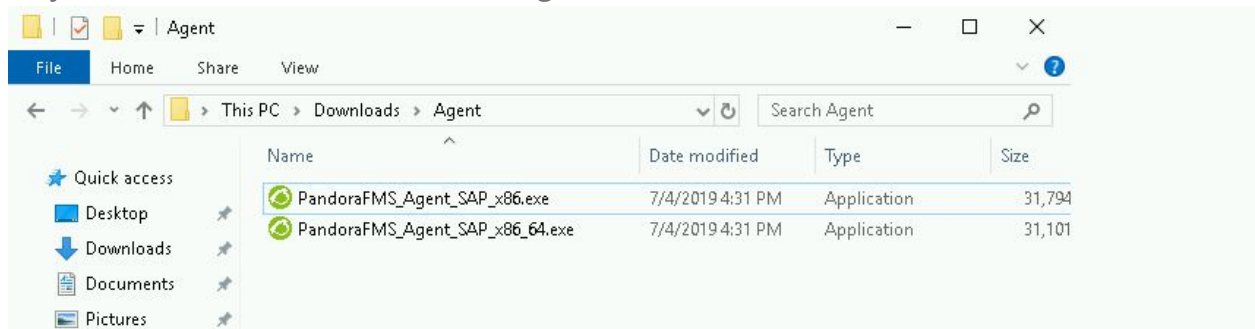 Agent
File Home Share View
This PC > Downloads > Agent Search Agent
Name Date modified Type Size
Quick access
PandoraFMS_Agent_SAP_x86.exe 7/4/2019 4:31 PM Application 31,794
Desktop
PandoraFMS_Agent_SAP_x86_64.exe 7/4/2019 4:31 PM Application 31,101
Downloads
Documents
Pictures